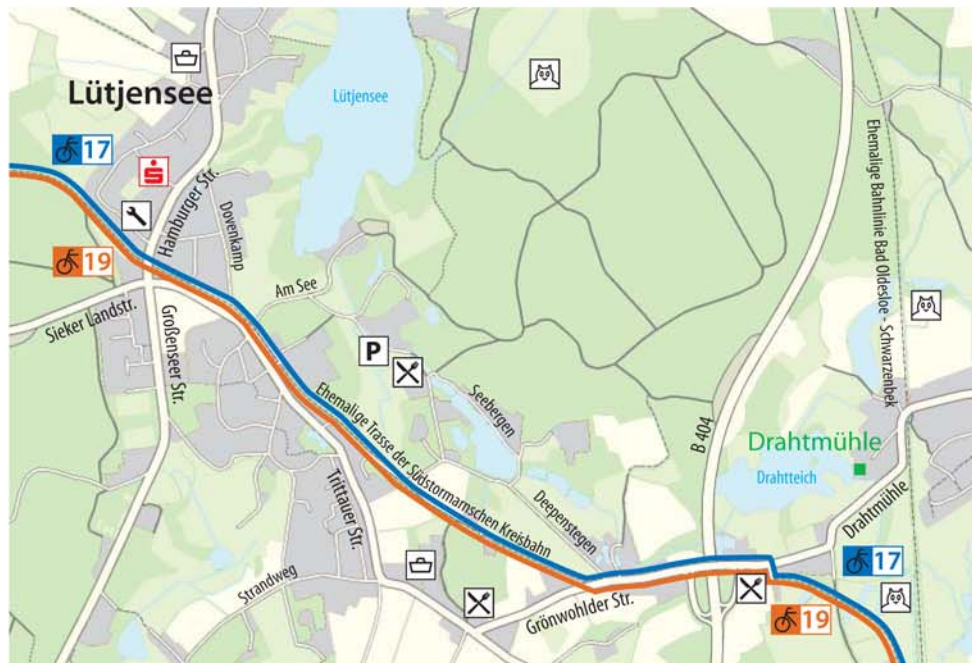 Lütjensee
Lütjensee
17
S
Hamburger Str.
Dovenkamp
19
Am See
Sieker Landstr.
Großenseer Str.
P
Ehemalige Bahnlinie Bad Oldesloe - Schwarzenbek
Seebergen
B 404
Ehemalige Trasse der Südstormarnschen Kreisbahn
Drahtmühle
Drahtteich
Deepenstegen
Trittauer Str.
Drahtmühle
Strandweg
17
Grönwohlder Str.
19